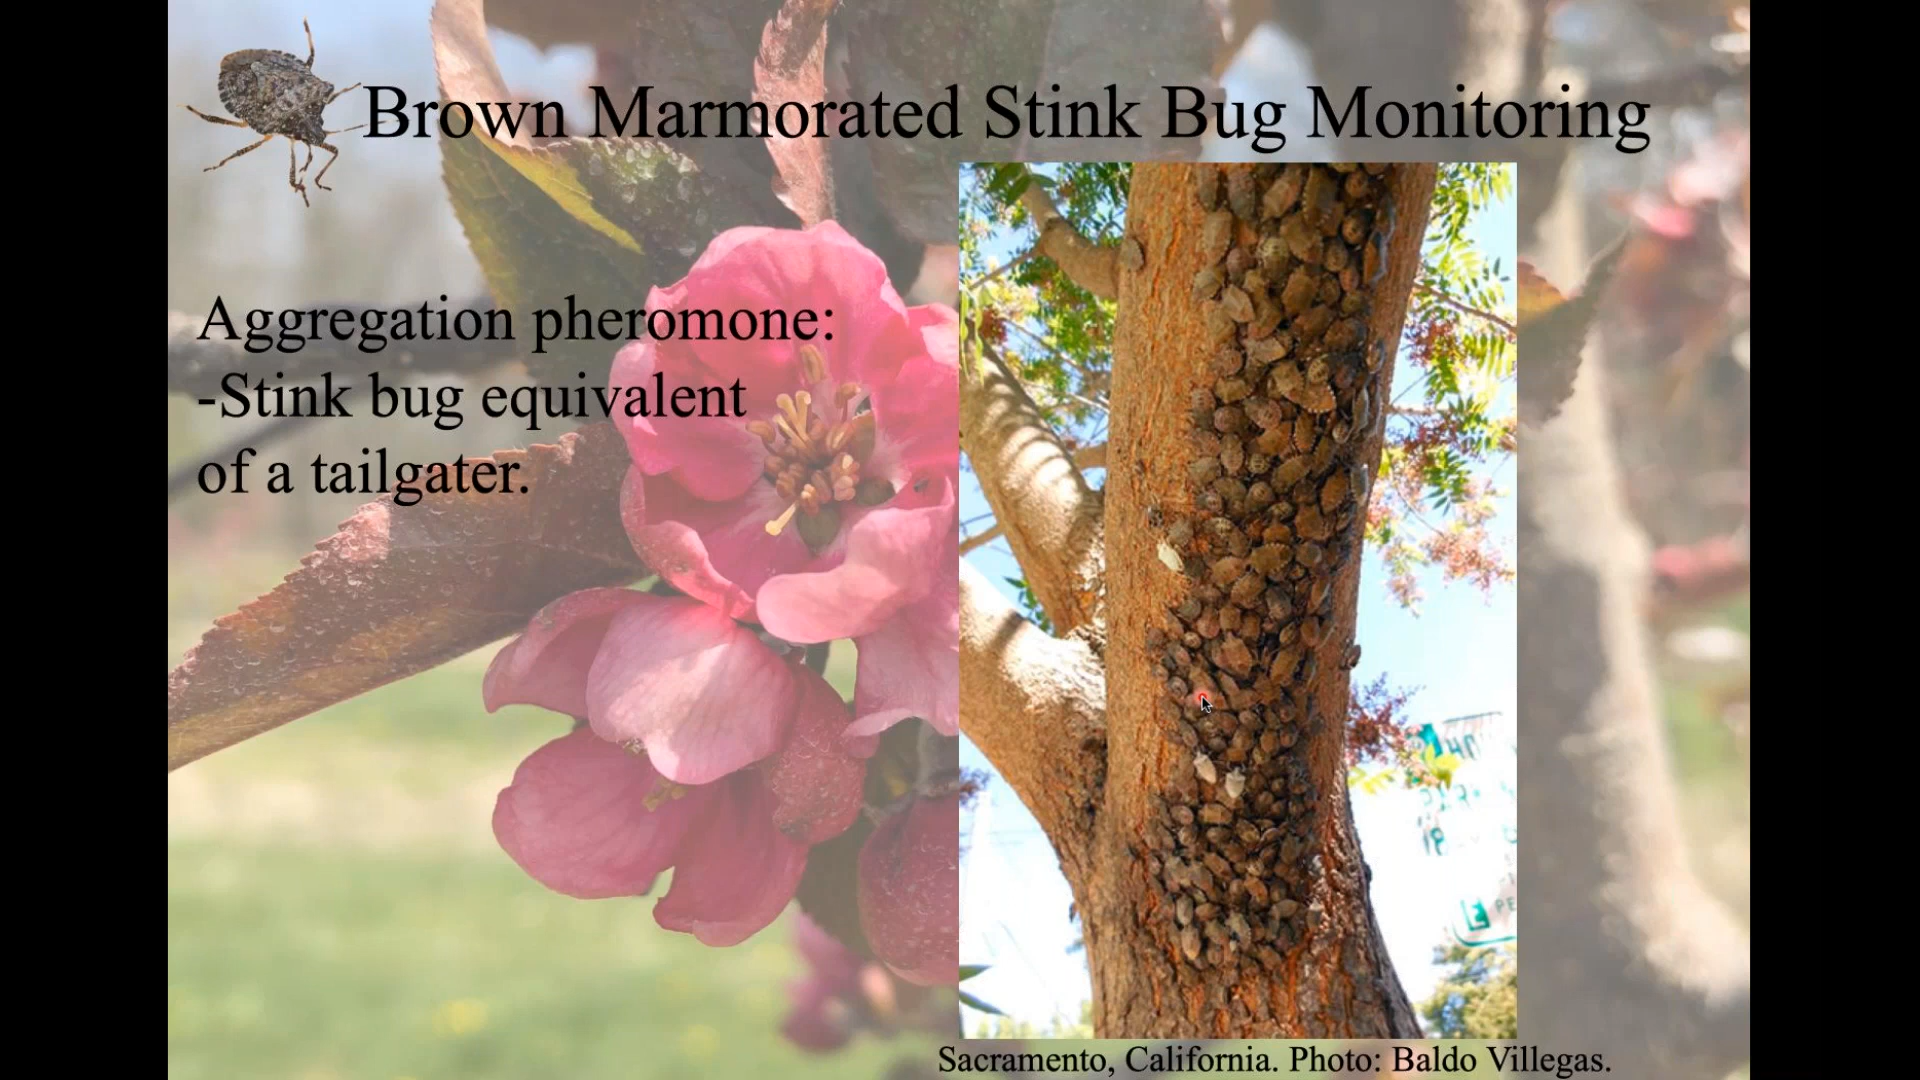 Brown Marmorated Stink Bug Monitoring
Aggregation pheromone:
-Stink bug equivalent
of a tailgater.
Sacramento, California. Photo: Baldo Villegas.